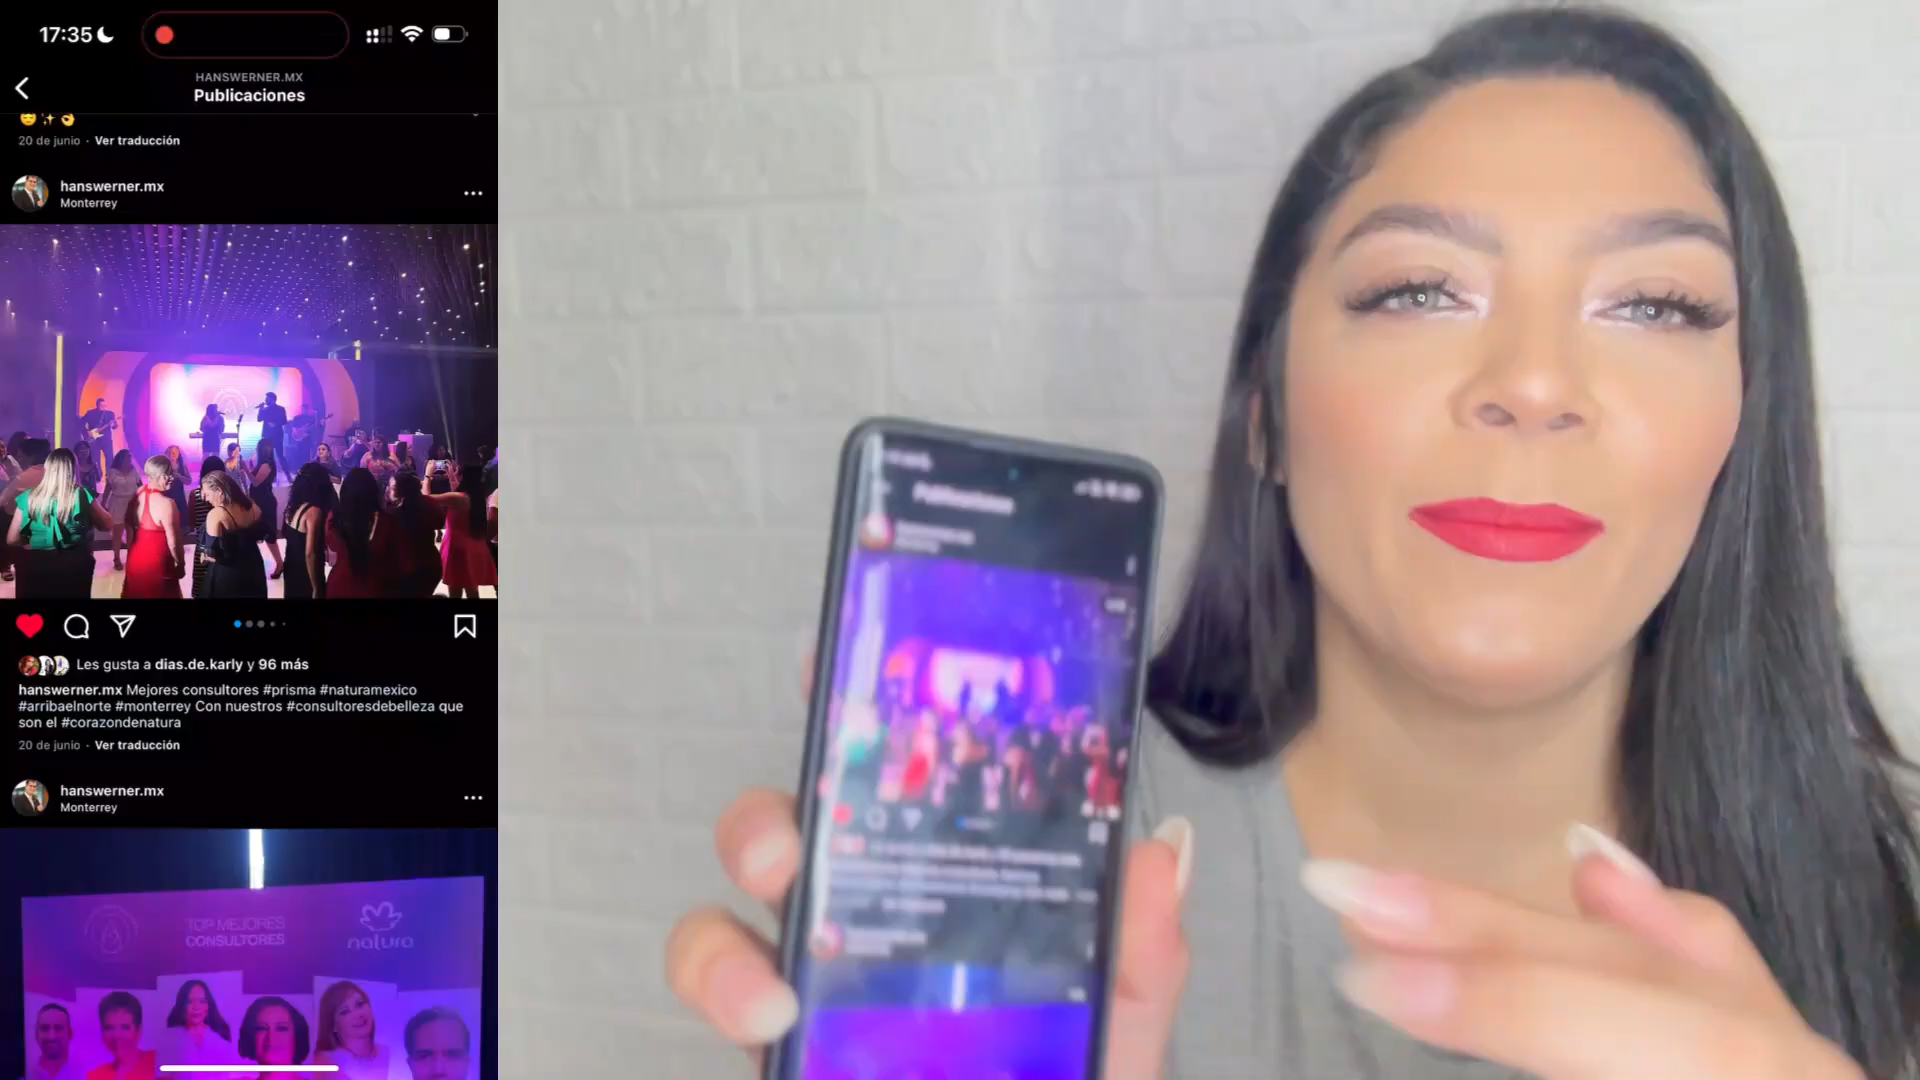 17:35
HANSWERNER.MX
Publicaciones
20 de junio · Ver traducción
hanswerner.mx
Monterrey
Les gusta a dias.de.karly y 96 más
hanswerner.mx Mejores consultores #prisma #naturamexico
#arribaelnorte #monterrey Con nuestros #consultoresdebelleza que
son el #corazondenatura
20 de junio · Ver traducción
hanswerner.mx
Monterrey
TOP MEJORES
CONSULTORES
natura
Publicaciones